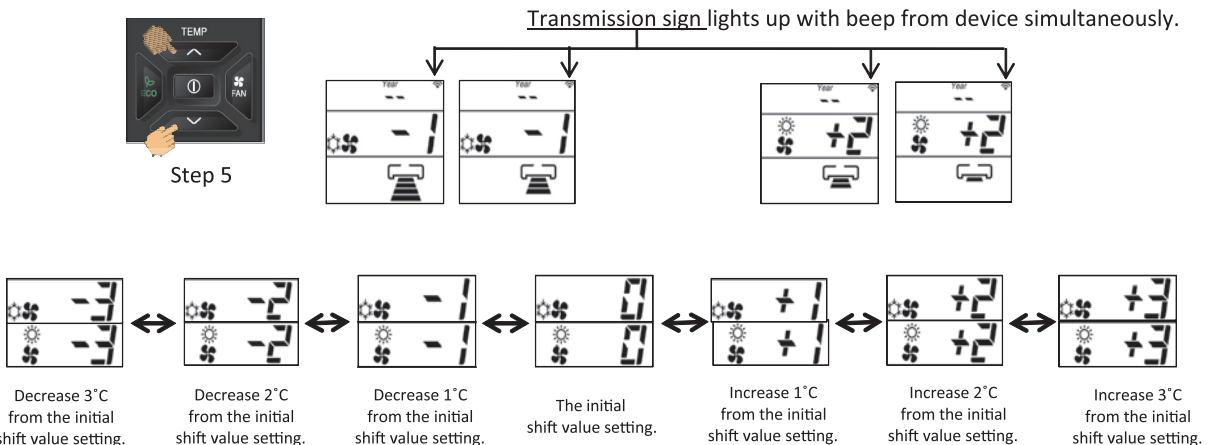 Transmission sign lights up with beep from device simultaneously.
TEMP
ECO
FAN
Step 5
Year
--
-1
Year
--
-1
Year
--
+2
Year
--
+2
-3
-3
-2
-2
-1
-1
0
0
+1
+1
+2
+2
+3
+3
Decrease 3˚C
from the initial
shift value setting.
Decrease 2˚C
from the initial
shift value setting.
Decrease 1˚C
from the initial
shift value setting.
The initial
shift value setting.
Increase 1˚C
from the initial
shift value setting.
Increase 2˚C
from the initial
shift value setting.
Increase 3˚C
from the initial
shift value setting.